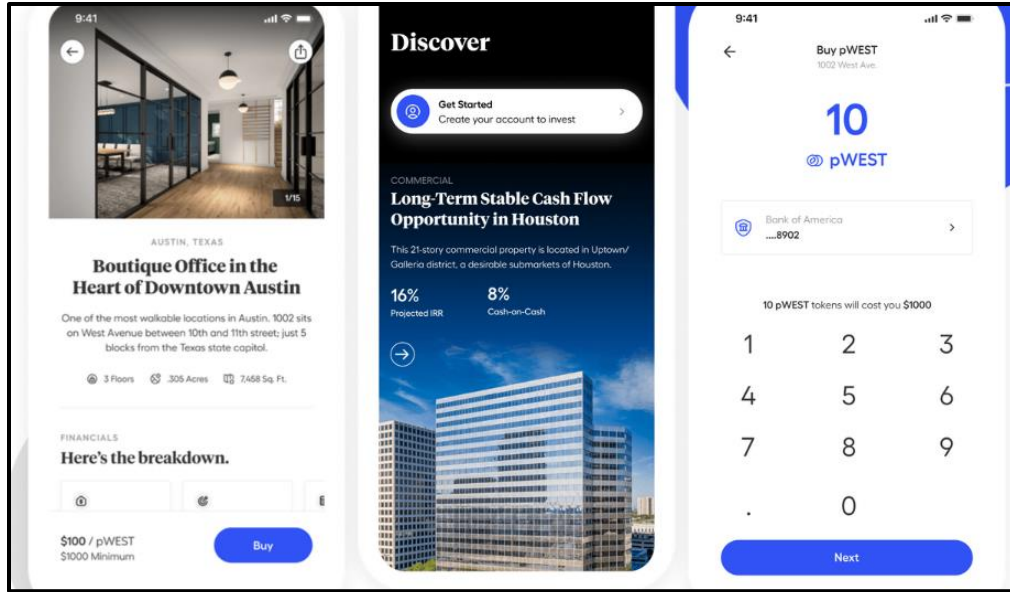 9:41
1/15
AUSTIN, TEXAS
Boutique Office in the
Heart of Downtown Austin
One of the most walkable locations in Austin. 1002 sits
on West Avenue between 10th and 11th street; just 5
blocks from the Texas state capitol.
3 Floors .305 Acres 7,458 Sq. Ft.
FINANCIALS
Here's the breakdown.
$100 / pWEST
$1000 Minimum
Buy
Discover
Get Started
Create your account to invest
COMMERCIAL
Long-Term Stable Cash Flow
Opportunity in Houston
This 21-story commercial property is located in Uptown/
Galleria district, a desirable submarkets of Houston.
16% 8%
Projected IRR Cash-on-Cash
9:41
Buy pWEST
1002 West Ave.
10
pWEST
Bank of America
....8902
10 pWEST tokens will cost you $1000
1 2 3
4 5 6
7 8 9
. 0
Next